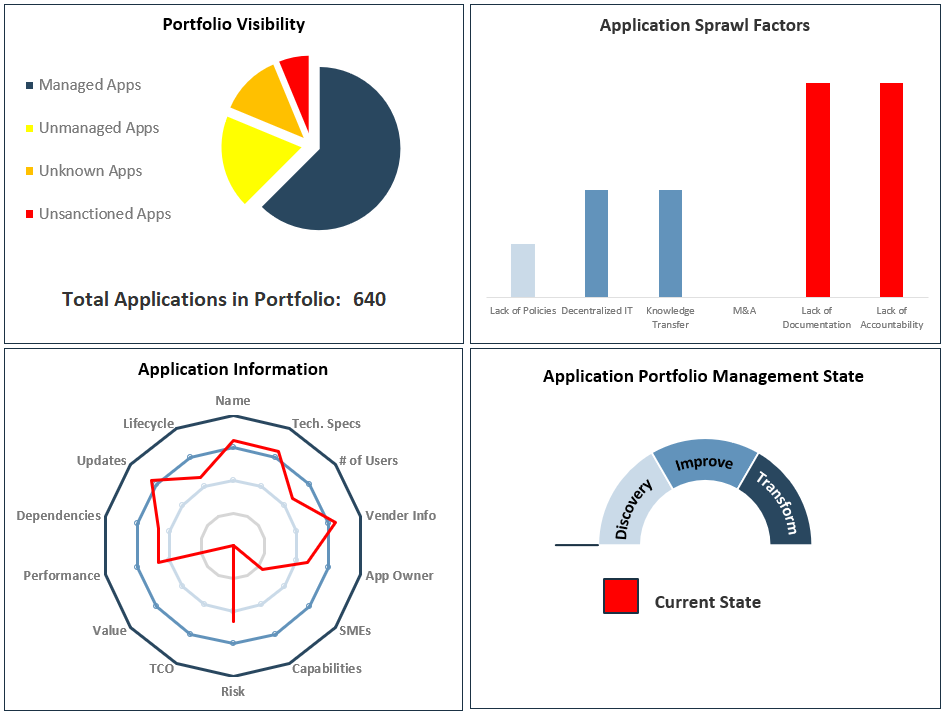 Portfolio Visibility
Managed Apps
Unmanaged Apps
Unknown Apps
Unsanctioned Apps
Total Applications in Portfolio: 640
Application Sprawl Factors
Lack of Policies
Decentralized IT
Knowledge
Transfer
M&A
Lack of
Documentation
Lack of
Accountability
Application Information
Name
Tech. Specs
# of Users
Vender Info
App Owner
SMEs
Capabilities
Risk
TCO
Value
Performance
Dependencies
Updates
Lifecycle
Application Portfolio Management State
Discovery
Improve
Transform
Current State